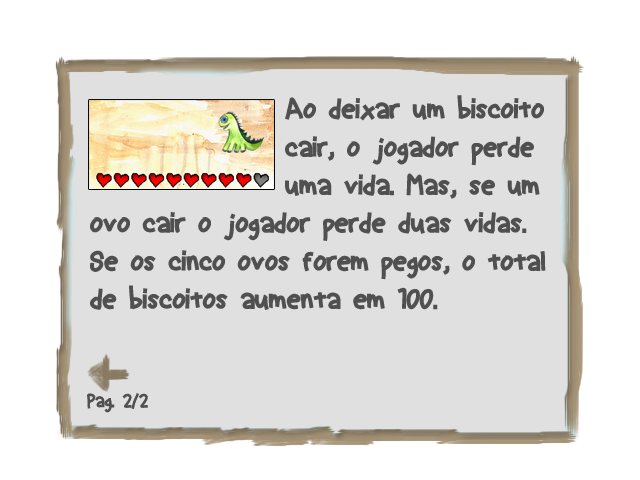 Ao deixar um biscoito
cair, o jogador perde
uma vida. Mas, se um
ovo cair o jogador perde duas vidas.
Se os cinco ovos forem pegos, o total
de biscoitos aumenta em 100.
Pag. 2/2